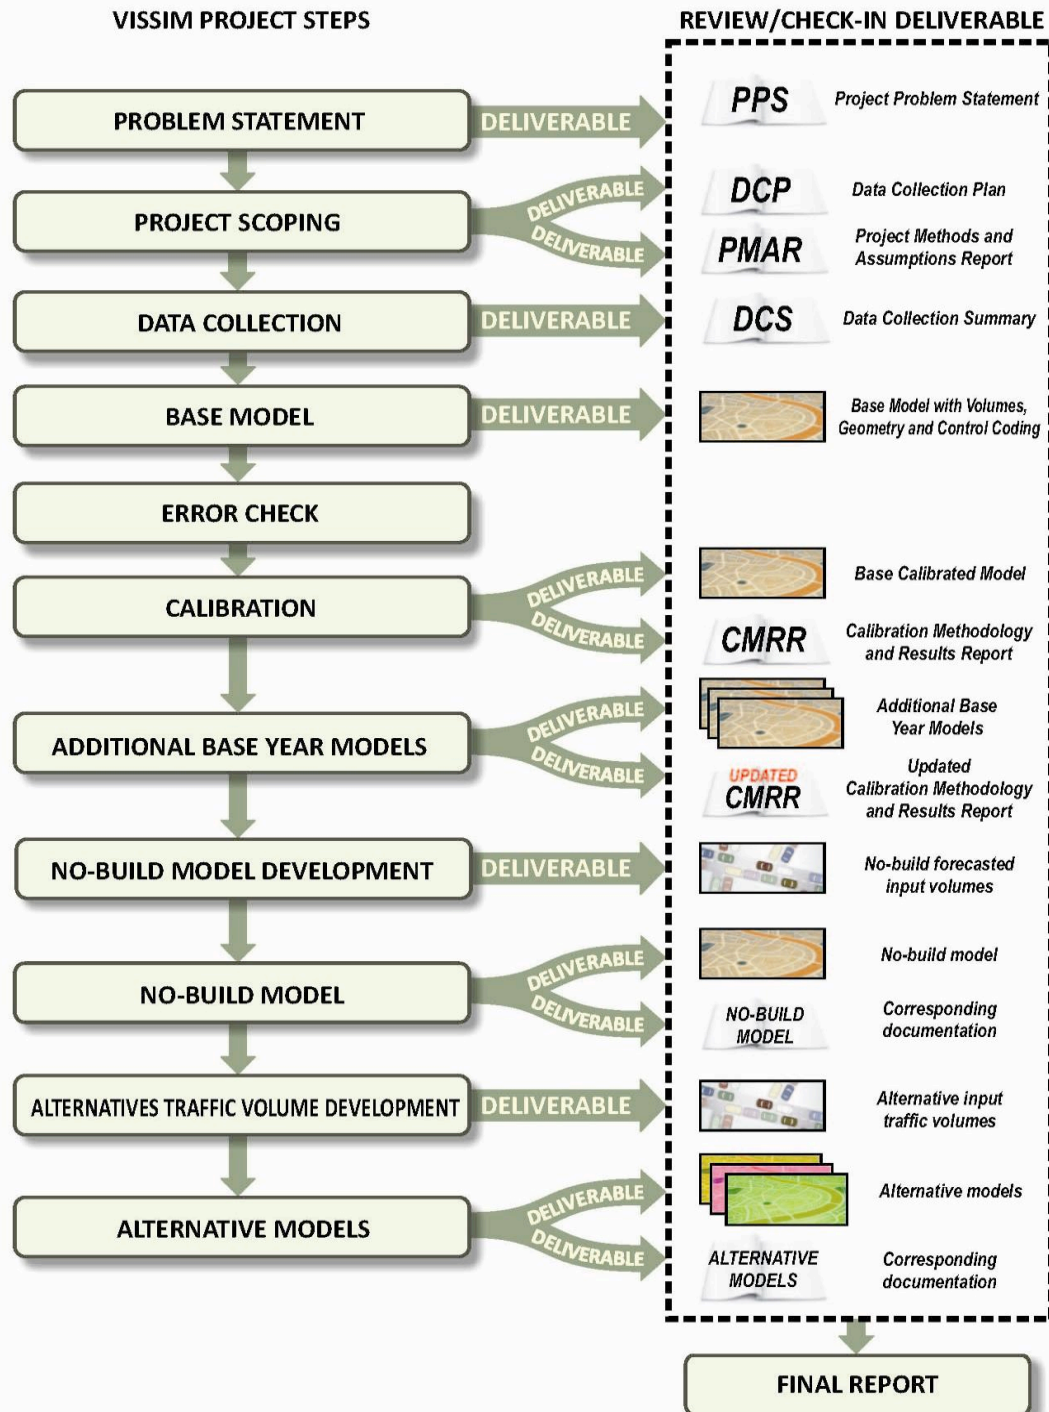 VISSIM PROJECT STEPS
REVIEW/CHECK-IN DELIVERABLE
PROBLEM STATEMENT
DELIVERABLE
PPS
Project Problem Statement
PROJECT SCOPING
DELIVERABLE
DELIVERABLE
DCP
Data Collection Plan
PMAR
Project Methods and
Assumptions Report
DATA COLLECTION
DELIVERABLE
DCS
Data Collection Summary
BASE MODEL
DELIVERABLE
Base Model with Volumes,
Geometry and Control Coding
ERROR CHECK
CALIBRATION
DELIVERABLE
DELIVERABLE
Base Calibrated Model
CMRR
Calibration Methodology
and Results Report
ADDITIONAL BASE YEAR MODELS
DELIVERABLE
DELIVERABLE
Additional Base
Year Models
UPDATED
CMRR
Updated
Calibration Methodology
and Results Report
NO-BUILD MODEL DEVELOPMENT
DELIVERABLE
No-build forecasted
input volumes
NO-BUILD MODEL
DELIVERABLE
DELIVERABLE
No-build model
NO-BUILD
MODEL
Corresponding
documentation
ALTERNATIVES TRAFFIC VOLUME DEVELOPMENT
DELIVERABLE
Alternative input
traffic volumes
ALTERNATIVE MODELS
DELIVERABLE
DELIVERABLE
Alternative models
ALTERNATIVE
MODELS
Corresponding
documentation
FINAL REPORT